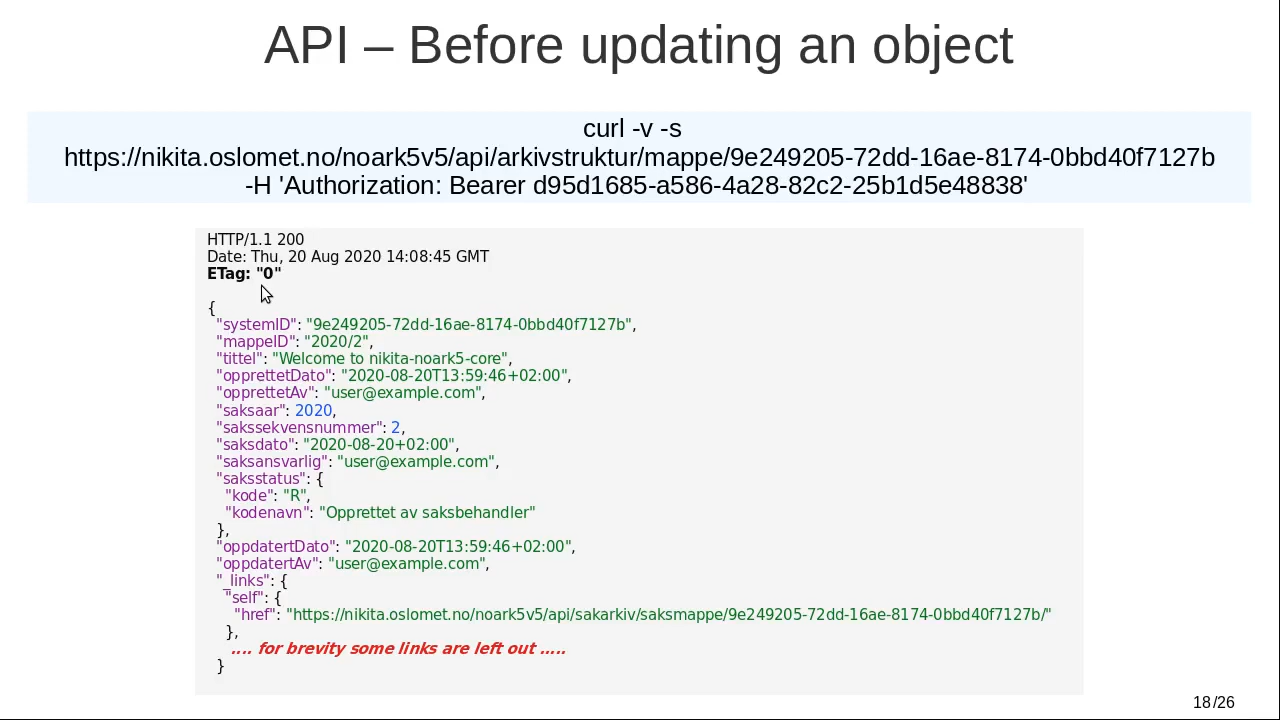 API – Before updating an object
curl -v -s
https://nikita.oslomet.no/noark5v5/api/arkivstruktur/mappe/9e249205-72dd-16ae-8174-0bbd40f7127b
-H 'Authorization: Bearer d95d1685-a586-4a28-82c2-25b1d5e48838'
HTTP/1.1 200
Date: Thu, 20 Aug 2020 14:08:45 GMT
ETag: "0"
{
"systemID": "9e249205-72dd-16ae-8174-0bbd40f7127b",
"mappeID": "2020/2",
"tittel": "Welcome to nikita-noark5-core",
"opprettetDato": "2020-08-20T13:59:46+02:00",
"opprettetAv": "user@example.com",
"saksaar": 2020,
"sakssekvensnummer": 2,
"saksdato": "2020-08-20+02:00",
"saksansvarlig": "user@example.com",
"saksstatus": {
"kode": "R",
"kodenavn": "Opprettet av saksbehandler"
},
"oppdatertDato": "2020-08-20T13:59:46+02:00",
"oppdatertAv": "user@example.com",
"_links": {
"self": {
"href": "https://nikita.oslomet.no/noark5v5/api/sakarkiv/saksmappe/9e249205-72dd-16ae-8174-0bbd40f7127b/"
},
.... for brevity some links are left out .....
}
18/26